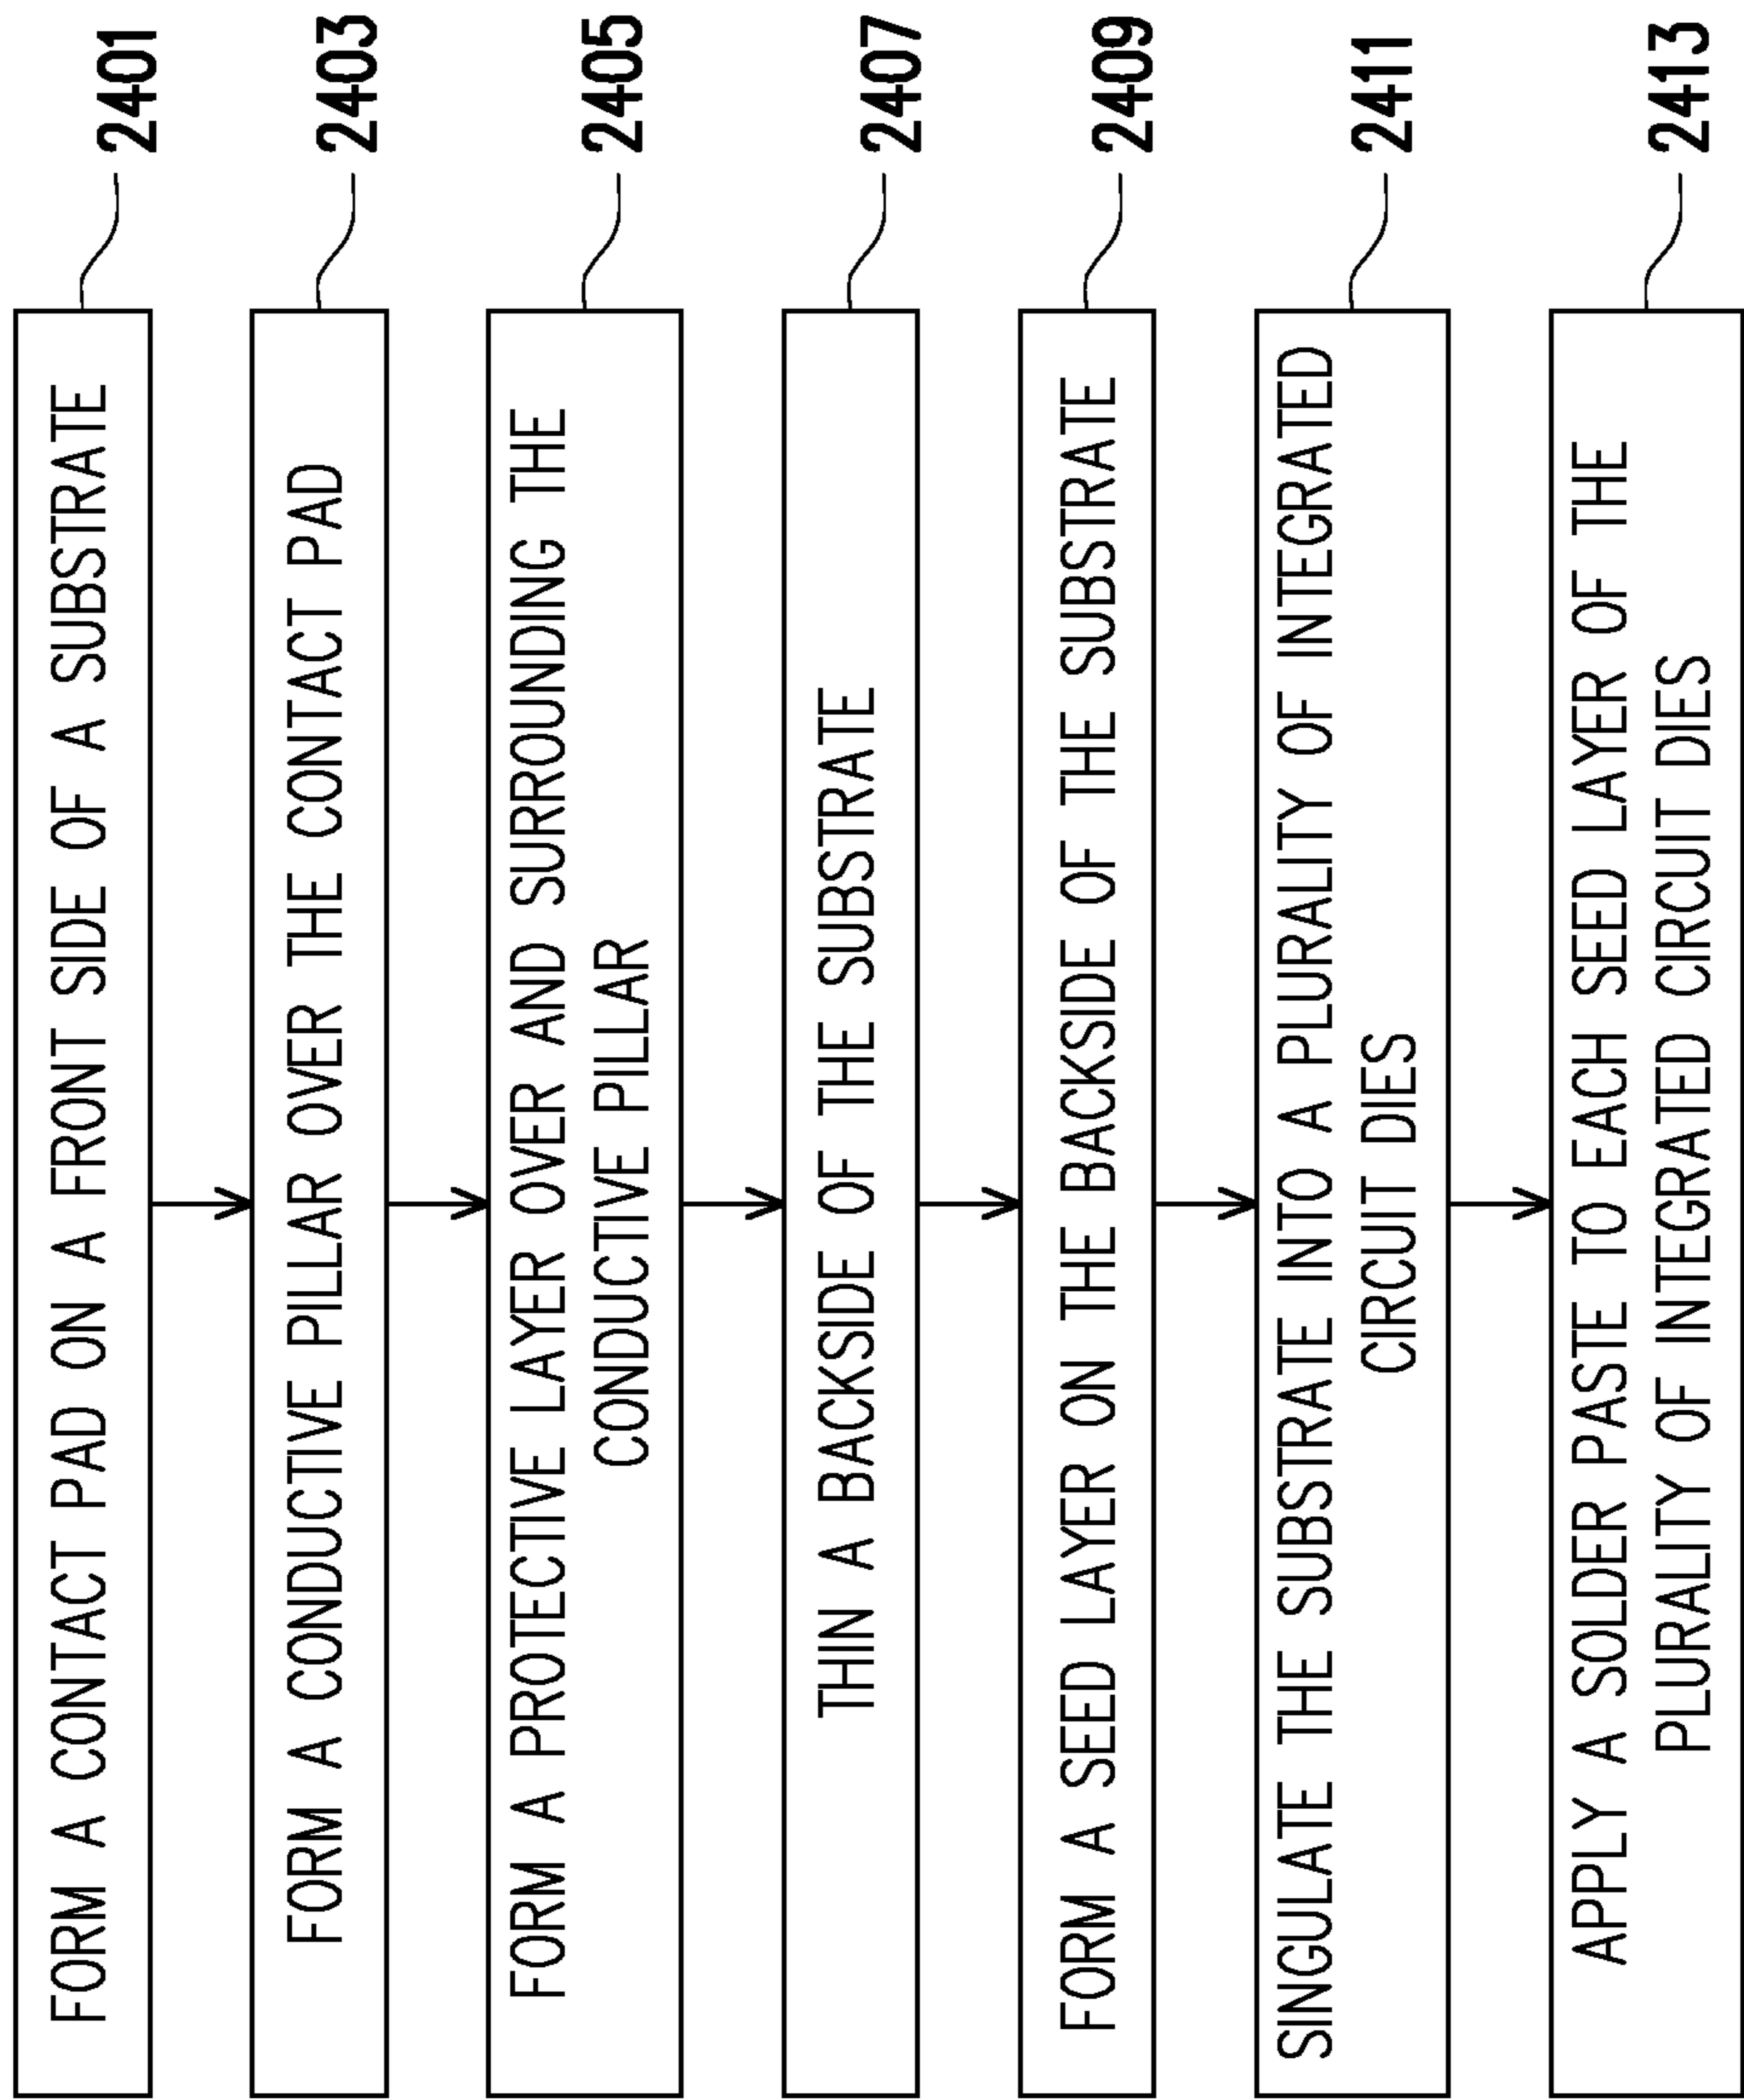 FORM A CONTACT PAD ON A FRONT SIDE OF A SUBSTRATE
2401
FORM A CONDUCTIVE PILLAR OVER THE CONTACT PAD
2403
FORM A PROTECTIVE LAYER OVER AND SURROUNDING THE
CONDUCTIVE PILLAR
2405
THIN A BACKSIDE OF THE SUBSTRATE
2407
FORM A SEED LAYER ON THE BACKSIDE OF THE SUBSTRATE
2409
SINGULATE THE SUBSTRATE INTO A PLURALITY OF INTEGRATED
CIRCUIT DIES
2411
APPLY A SOLDER PASTE TO EACH SEED LAYER OF THE
PLURALITY OF INTEGRATED CIRCUIT DIES
2413